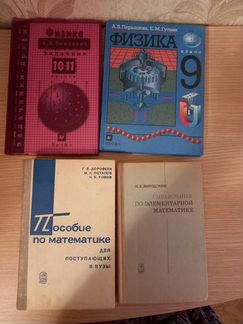 Физика
Задачник
10-11
А. В. Перышкин, Е. М. Гутник
ФИЗИКА
9
Г. В. ДОРОФЕЕВ
М. К. ПОТАПОВ
Н. Х. РОЗОВ
Пособие
по математике
ДЛЯ
ПОСТУПАЮЩИХ
В ВУЗЫ
М. Я. ВЫГОДСКИЙ
СПРАВОЧНИК
ПО ЭЛЕМЕНТАРНОЙ
МАТЕМАТИКЕ